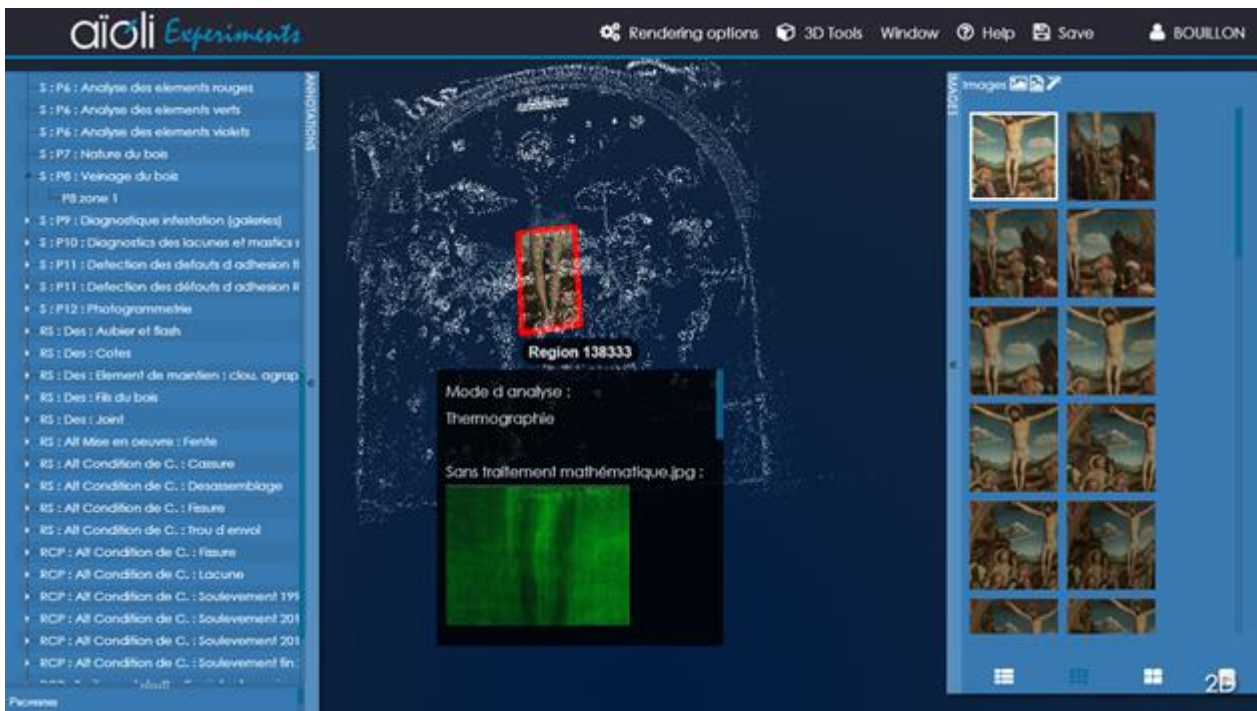 aïoli Experiments
Rendering options 3D Tools Window Help Save BOUILLON
S : P6 : Analyse des elements rouges
S : P6 : Analyse des elements verts
S : P6 : Analyse des elements violets
S : P7 : Nature du bois
S : P8 : Veinage du bois
P8 zone 1
S : P9 : Diagnostique infestation (galeries)
S : P10 : Diagnostics des lacunes et mastics
S : P11 : Detection des defauts d adhesion
S : P11 : Detection des défauts d adhesion
S : P12 : Photogrammetrie
RS : Des : Aubier et flash
RS : Des : Cotes
RS : Des : Element de maintien : clou, agrap
RS : Des : Fils du bois
RS : Des : Joint
RS : Alt Mise en oeuvre : Fente
RS : Alt Condition de C. : Cassure
RS : Alt Condition de C. : Desassemblage
RS : Alt Condition de C. : Fissure
RS : Alt Condition de C. : Trou d envol
RCP : Alt Condition de C. : Fissure
RCP : Alt Condition de C. : Lacune
RCP : Alt Condition de C. : Soulevement 199
RCP : Alt Condition de C. : Soulevement 201
RCP : Alt Condition de C. : Soulevement 201
RCP : Alt Condition de C. : Soulevement fin
ANNOTATIONS
Region 138333
Mode d analyse :
Thermographie
Sans traitement mathématique.jpg :
IMAGES
Images
2D